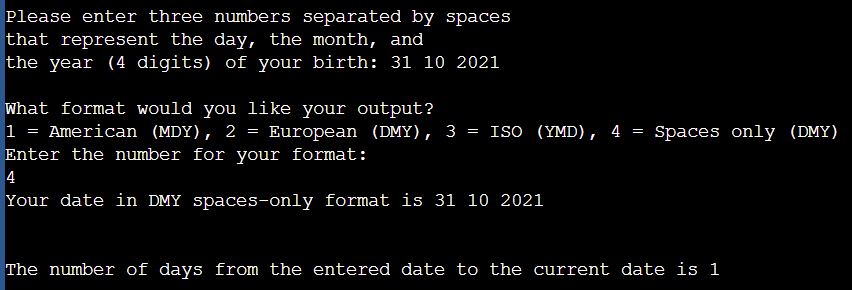 Please enter three numbers separated by spaces
that represent the day, the month, and
the year (4 digits) of your birth: 31 10 2021
What format would you like your output?
1 = American (MDY), 2 = European (DMY), 3 = ISO (YMD), 4 = Spaces only (DMY)
Enter the number for your format:
4
Your date in DMY spaces-only format is 31 10 2021
The number of days from the entered date to the current date is 1